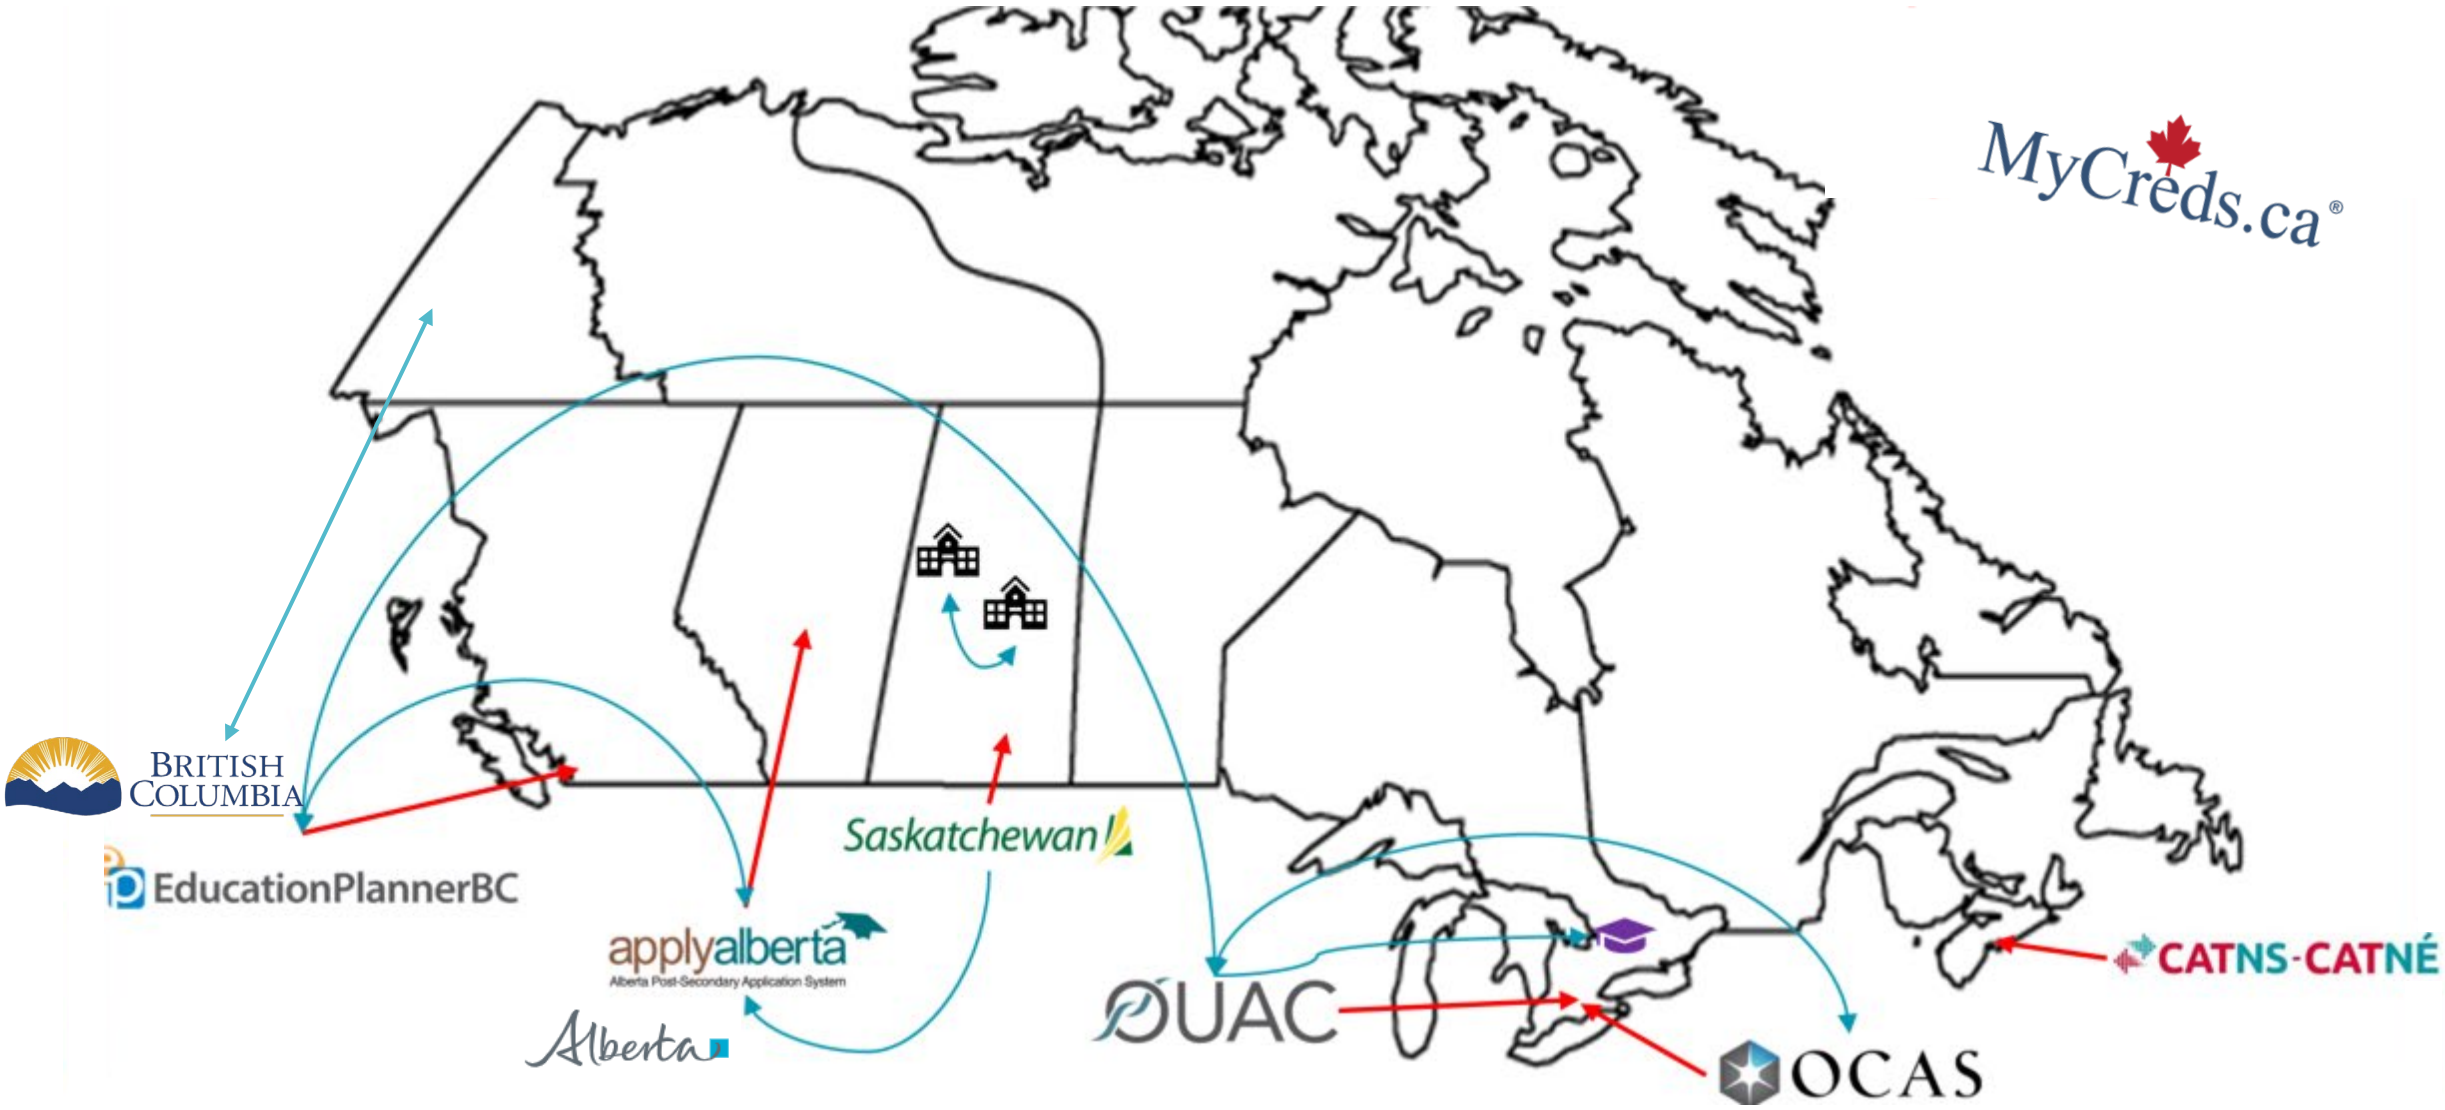 MyCreds.ca®
BRITISH
COLUMBIA
EducationPlannerBC
Saskatchewan
applyalberta
Alberta Post-Secondary Application System
Alberta
OUAC
CATNS-CATNÉ
OCAS